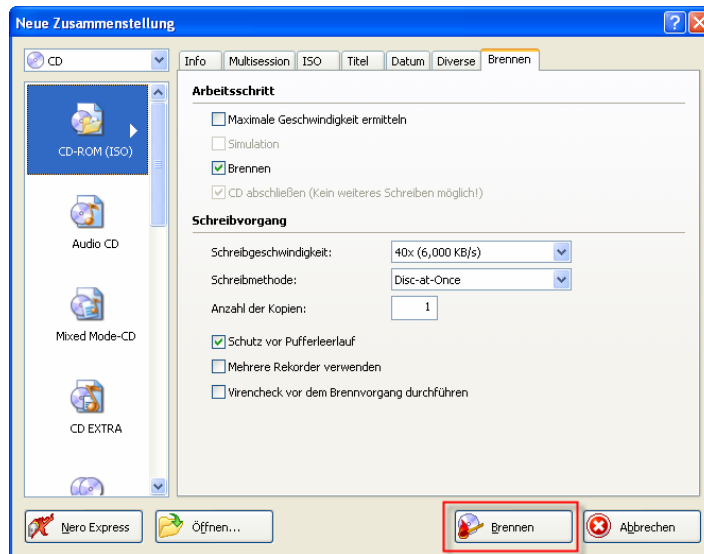 Neue Zusammenstellung
CD
Info Multisession ISO Titel Datum Diverse Brennen
Arbeitsschritt
Maximale Geschwindigkeit ermitteln
Simulation
Brennen
CD abschließen (Kein weiteres Schreiben möglich!)
Schreibvorgang
Schreibgeschwindigkeit: 40x (6,000 KB/s)
Schreibmethode: Disc-at-Once
Anzahl der Kopien: 1
Schutz vor Pufferleerlauf
Mehrere Rekorder verwenden
Virencheck vor dem Brennvorgang durchführen
CD-ROM (ISO)
Audio CD
Mixed Mode-CD
CD EXTRA
Nero Express Öffnen... Brennen Abbrechen